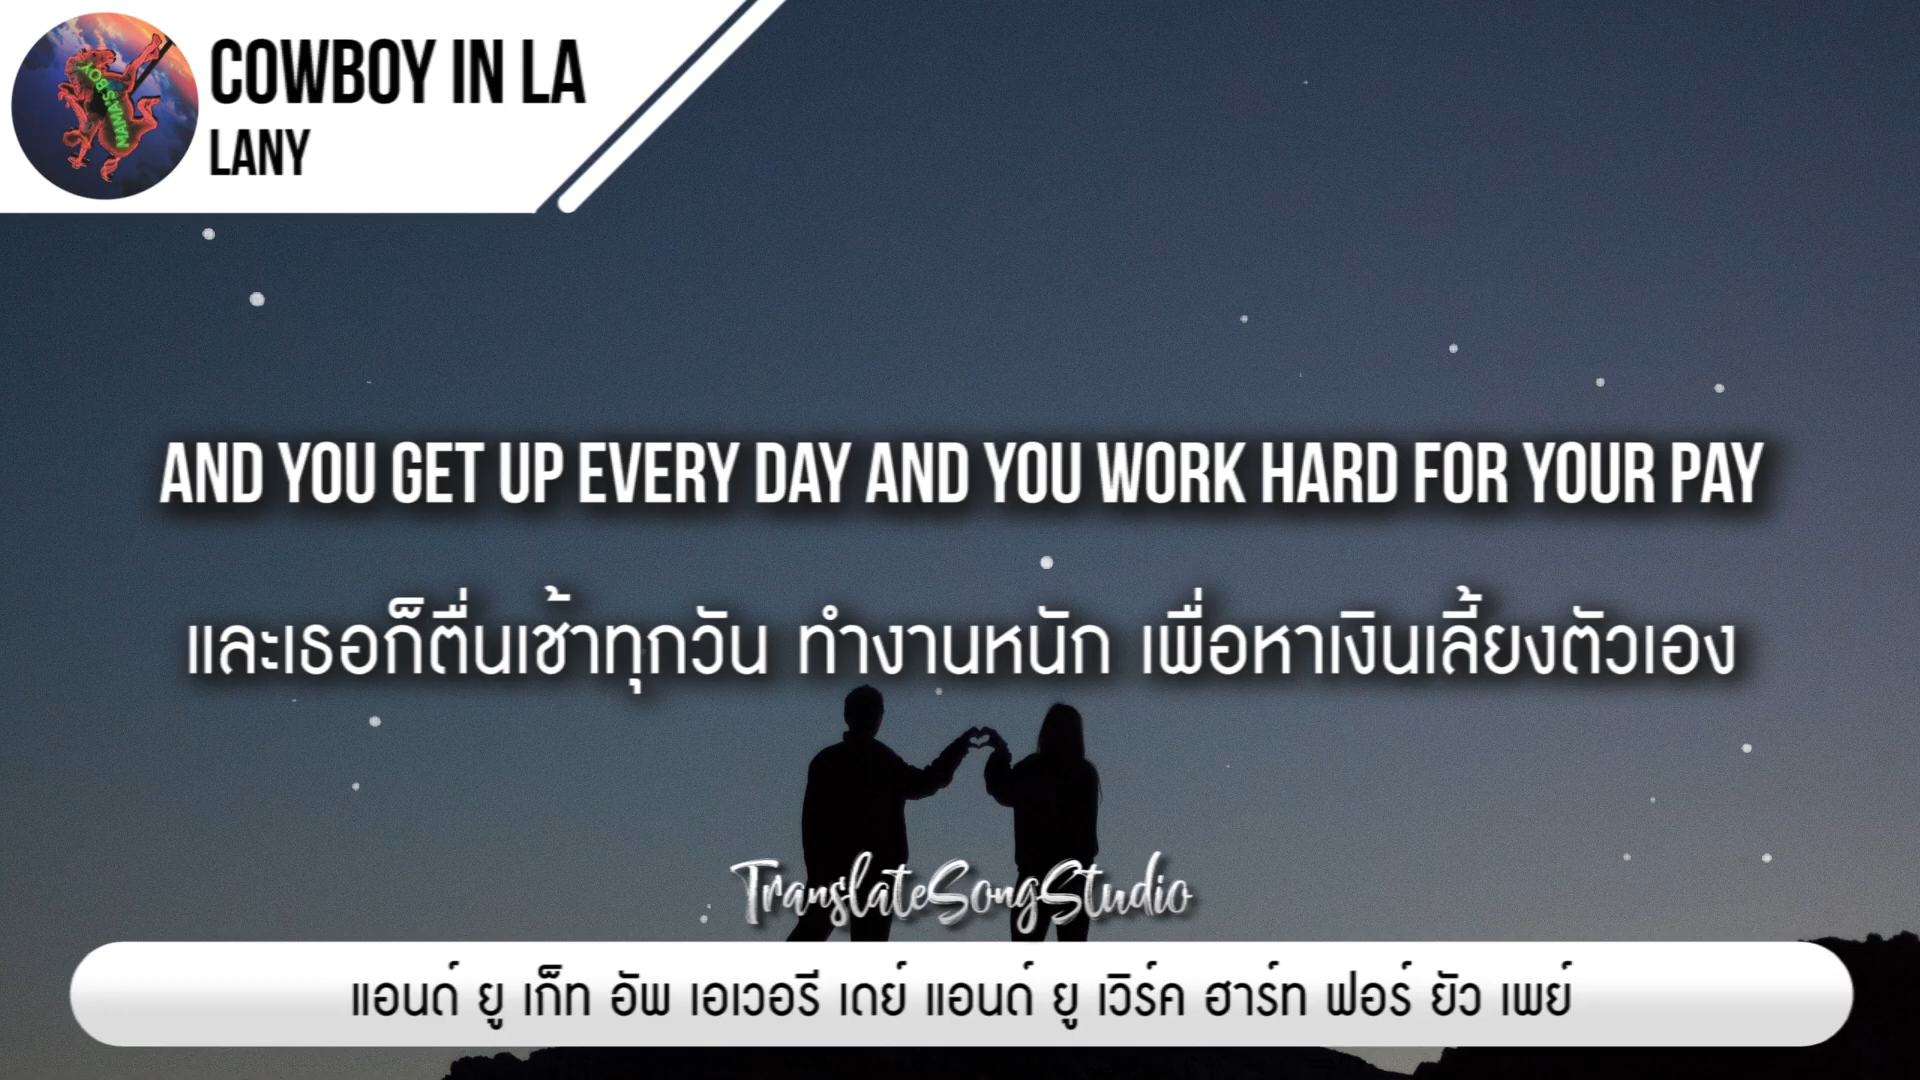 MAMA'S BOY
COWBOY IN LA
LANY
AND YOU GET UP EVERY DAY AND YOU WORK HARD FOR YOUR PAY
และเธอก็ตื่นเช้าทุกวัน ทำงานหนัก เพื่อหาเงินเลี้ยงตัวเอง
TranslateSongStudio
แอนด์ ยู เก็ท อัพ เอเวอรี เดย์ แอนด์ ยู เวิร์ค ฮาร์ท ฟอร์ ยัว เพย์